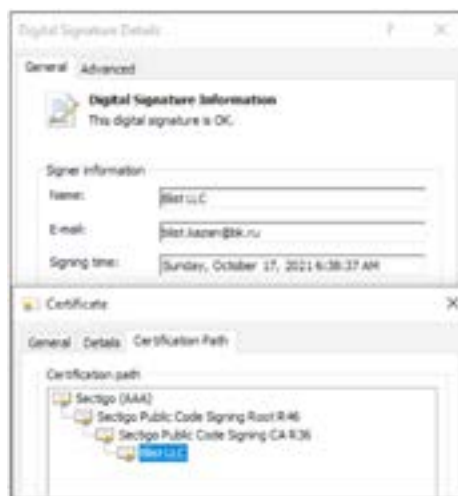 Digital Signature Details ? ×
General Advanced
Digital Signature Information
This digital signature is OK.
Signer information
Name: Blist LLC
E-mail: blist.kazan@bk.ru
Signing time: Sunday, October 17, 2021 6:38:37 AM
Certificate ×
General Details Certification Path
Certification path
Sectigo (AAA)
Sectigo Public Code Signing Root R46
Sectigo Public Code Signing CA R36
Blist LLC